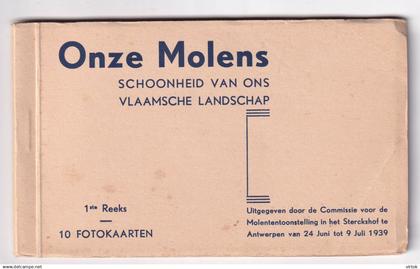 Onze Molens
SCHOONHEID VAN ONS
VLAAMSCHE LANDSCHAP
1ste Reeks
10 FOTOKAARTEN
Uitgegeven door de Commissie voor de
Molententoonstelling in het Sterckshof te
Antwerpen van 24 Juni tot 9 Juli 1939